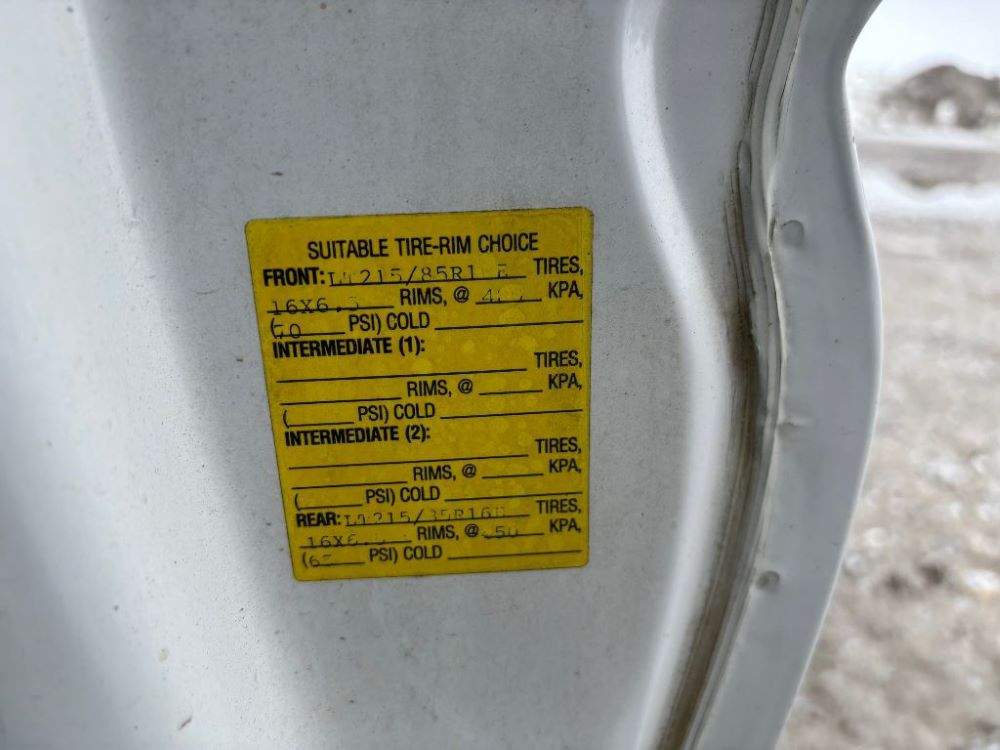 SUITABLE TIRE-RIM CHOICE
FRONT: TIRES,
RIMS, @ KPA,
( PSI) COLD
INTERMEDIATE (1):
TIRES,
RIMS, @ KPA,
( PSI) COLD
INTERMEDIATE (2):
TIRES,
RIMS, @ KPA,
( PSI) COLD
REAR: TIRES,
RIMS, @ KPA,
( PSI) COLD